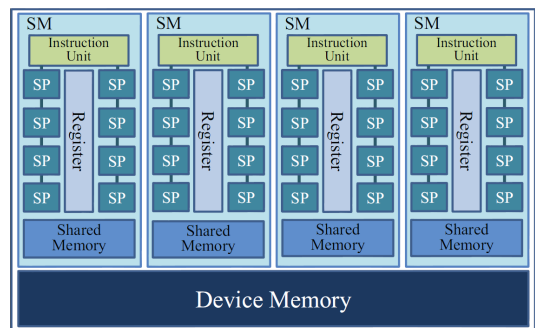 SM
Instruction
Unit
SP SP
SP SP
SP SP
SP SP
Register
Shared
Memory
SM
Instruction
Unit
SP SP
SP SP
SP SP
SP SP
Register
Shared
Memory
SM
Instruction
Unit
SP SP
SP SP
SP SP
SP SP
Register
Shared
Memory
SM
Instruction
Unit
SP SP
SP SP
SP SP
SP SP
Register
Shared
Memory
Device Memory